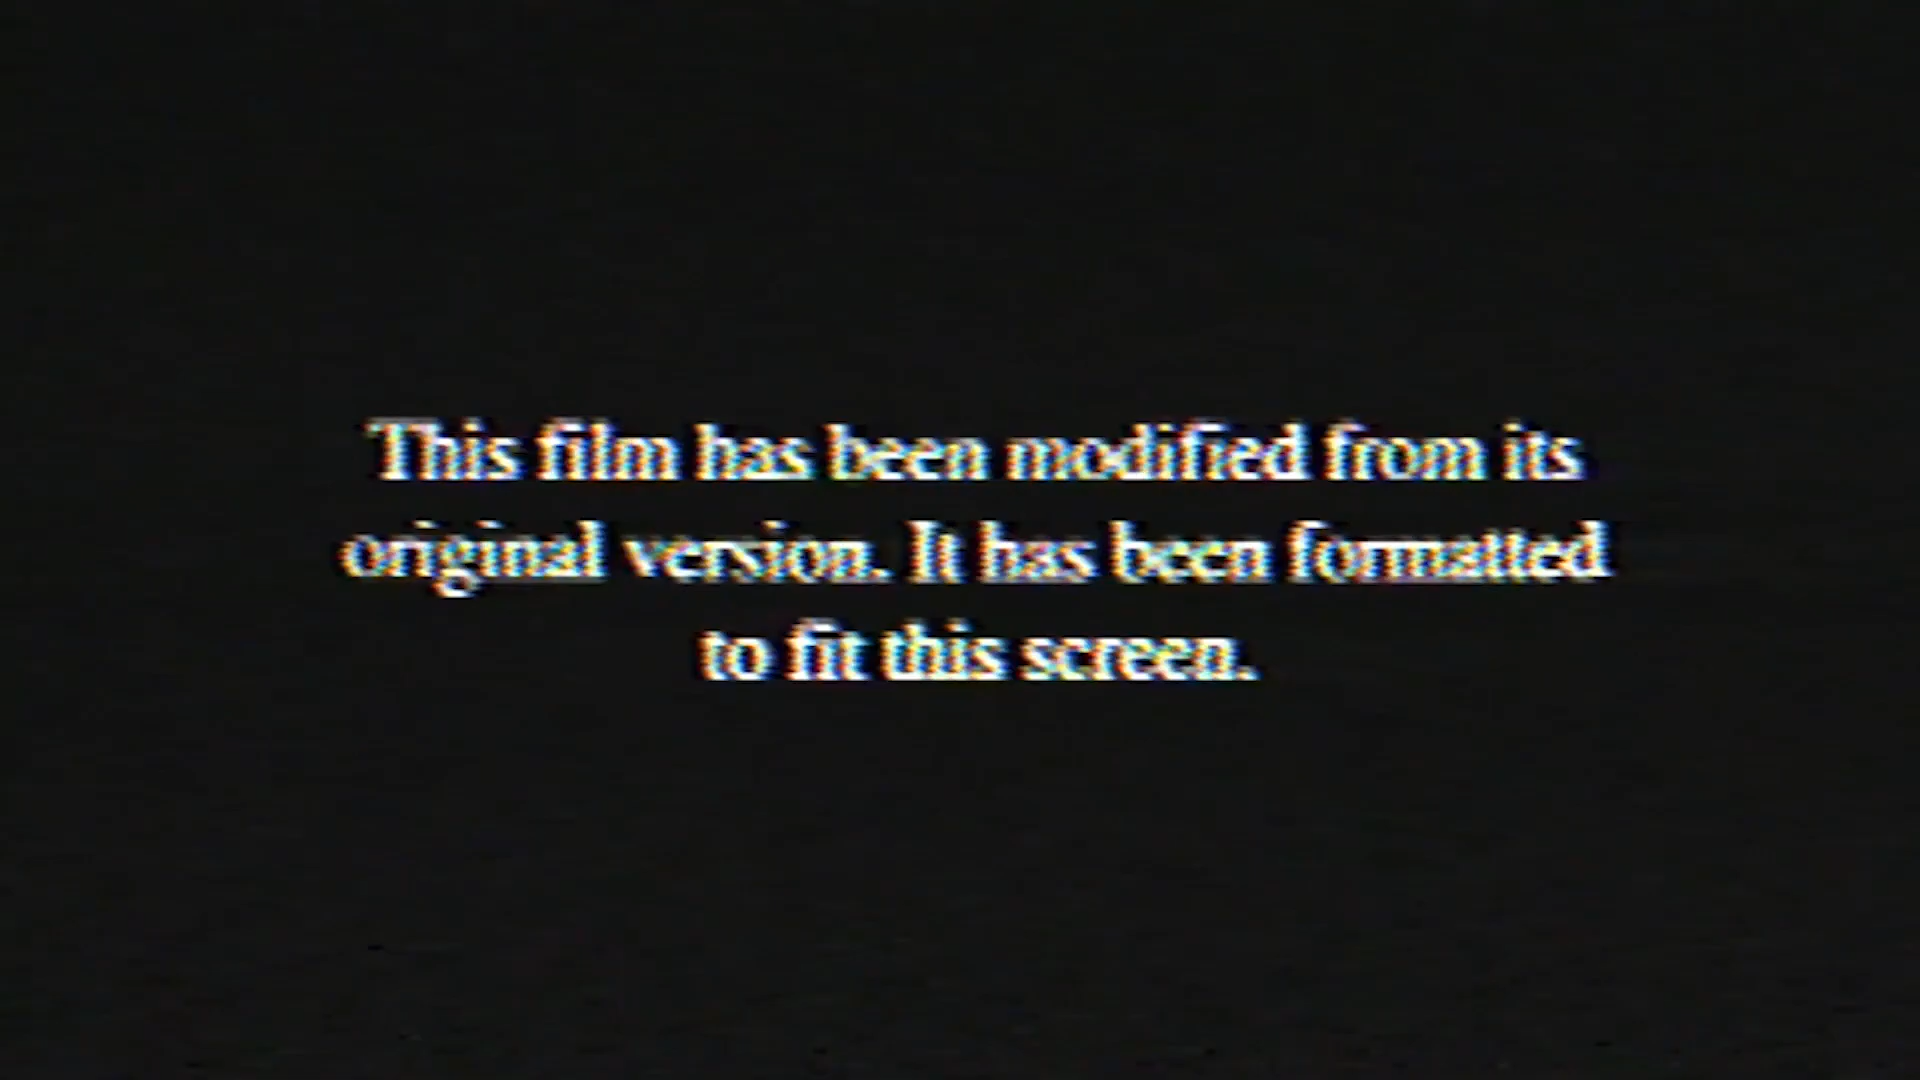 This film has been modified from its
original version. It has been formatted
to fit this screen.